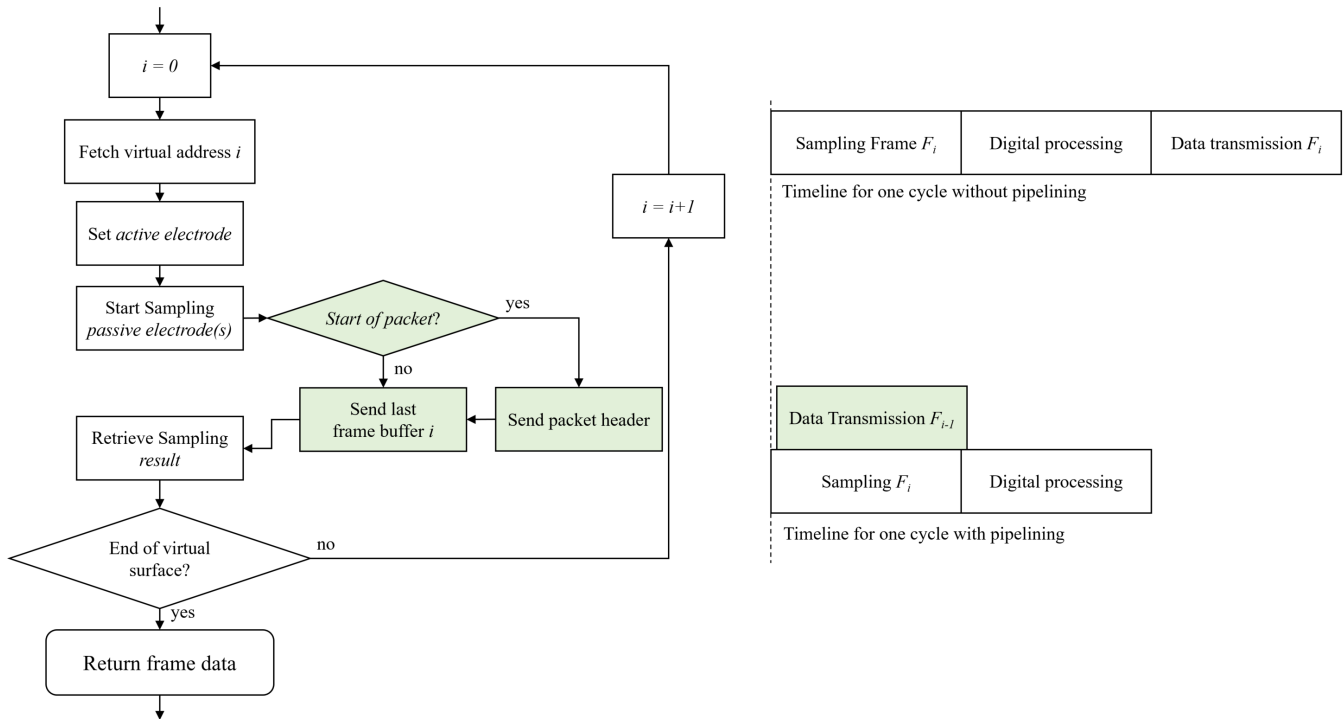 i = 0
Fetch virtual address i
Set active electrode
Start Sampling
passive electrode(s)
Start of packet?
yes
no
Send packet header
Send last
frame buffer i
Retrieve Sampling
result
End of virtual
surface?
no
i = i+1
yes
Return frame data
Sampling Frame Fi
Digital processing
Data transmission Fi
Timeline for one cycle without pipelining
Data Transmission Fi-1
Sampling Fi
Digital processing
Timeline for one cycle with pipelining